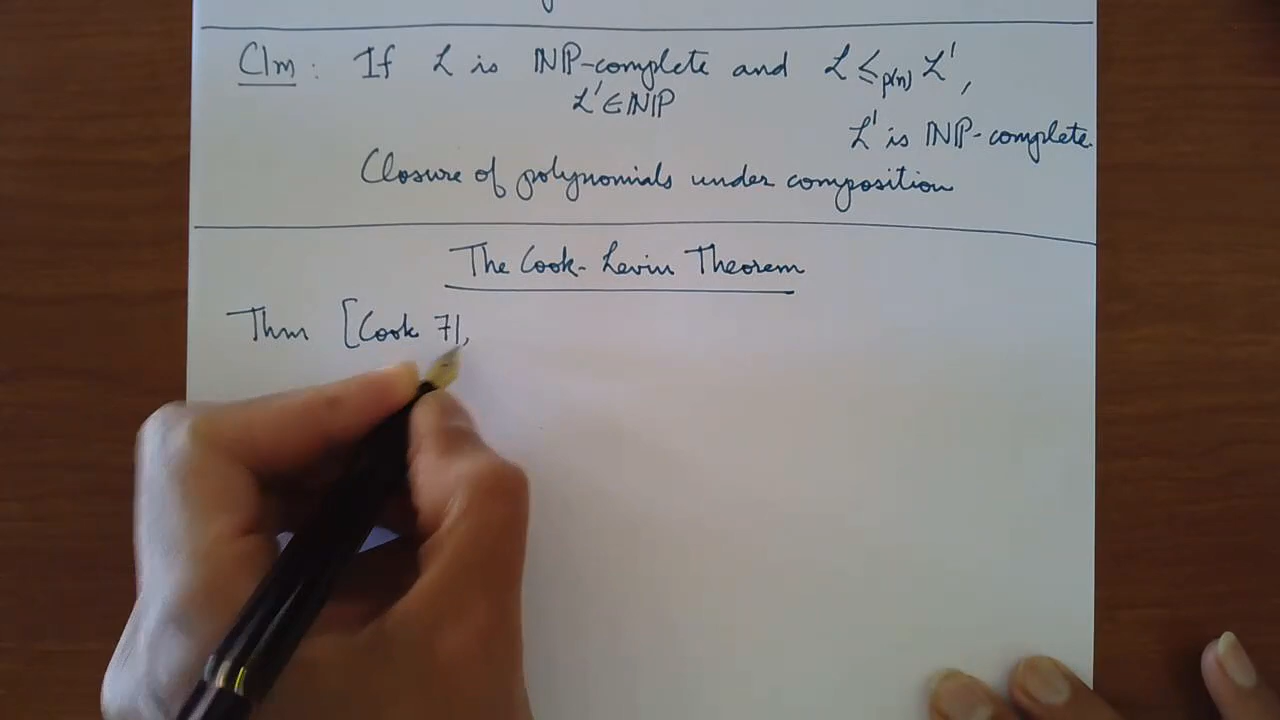 Clm: If L is NP-complete and L ≤p(n) L',
L' ∈ NP
L' is NP-complete.
Closure of polynomials under composition
The Cook-Levin Theorem
Thm [Cook 71,